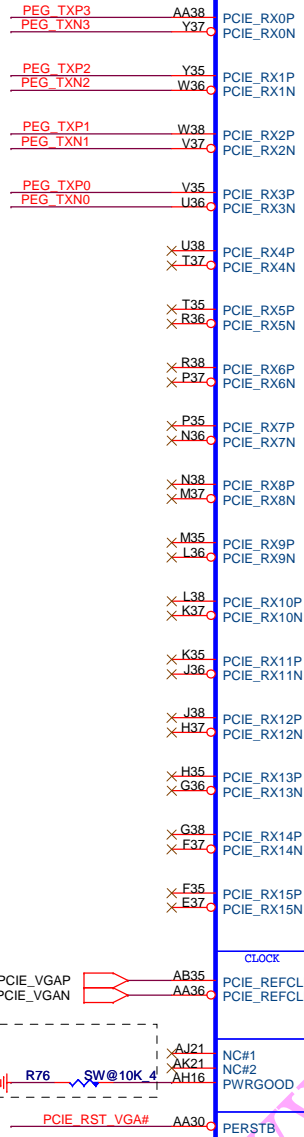 PEG_TXP3 AA38 PCIE_RX0P
PEG_TXN3 Y37 PCIE_RX0N
PEG_TXP2 Y35 PCIE_RX1P
PEG_TXN2 W36 PCIE_RX1N
PEG_TXP1 W38 PCIE_RX2P
PEG_TXN1 V37 PCIE_RX2N
PEG_TXP0 V35 PCIE_RX3P
PEG_TXN0 U36 PCIE_RX3N
U38 PCIE_RX4P
T37 PCIE_RX4N
T35 PCIE_RX5P
R36 PCIE_RX5N
R38 PCIE_RX6P
P37 PCIE_RX6N
P35 PCIE_RX7P
N36 PCIE_RX7N
N38 PCIE_RX8P
M37 PCIE_RX8N
M35 PCIE_RX9P
L36 PCIE_RX9N
L38 PCIE_RX10P
K37 PCIE_RX10N
K35 PCIE_RX11P
J36 PCIE_RX11N
J38 PCIE_RX12P
H37 PCIE_RX12N
H35 PCIE_RX13P
G36 PCIE_RX13N
G38 PCIE_RX14P
F37 PCIE_RX14N
F35 PCIE_RX15P
E37 PCIE_RX15N
CLOCK
PCIE_VGAP AB35 PCIE_REFCL
PCIE_VGAN AA36 PCIE_REFCL
AJ21 NC#1
AK21 NC#2
R76 SW@10K_4 AH16 PWRGOOD
PCIE_RST_VGA# AA30 PERSTB